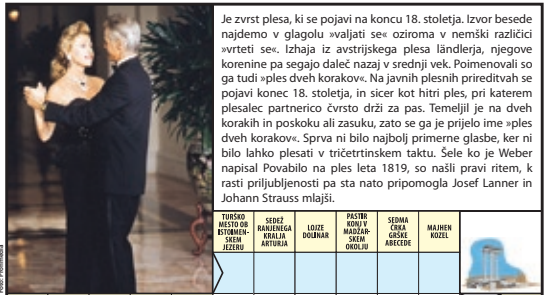 Je zvrst plesa, ki se pojavi na koncu 18. stoletja. Izvor besede
najdemo v glagolu »valjati se« oziroma v nemški različici
»vrteti se«. Izhaja iz avstrijskega plesa ländlerja, njegove
korenine pa segajo daleč nazaj v srednji vek. Poimenovali so
ga tudi »ples dveh korakov«. Na javnih plesnih prireditvah se
pojavi konec 18. stoletja, in sicer kot hitri ples, pri katerem
plesalec partnerico čvrsto drži za pas. Temeljil je na dveh
korakih in poskoku ali zasuku, zato se ga je prijelo ime »ples
dveh korakov«. Sprva ni bilo najbolj primerne glasbe, ker ni
bilo lahko plesati v tričetrtinskem taktu. Šele ko je Weber
napisal Povabilo na ples leta 1819, so našli pravi ritem, k
rasti priljubljenosti pa sta nato pripomogla Josef Lanner in
Johann Strauss mlajši.
TURŠKO
MESTO OB
ISTOIMEN-
SKEM
JEZERU
SEDEŽ
RANJENEGA
KRALJA
ARTURJA
LOJZE
DOLINAR
PASTIR
KONJ V
MADŽAR-
SKEM
OKOLJU
SEDMA
ČRKA
GRŠKE
ABECEDE
MAJHEN
KOZEL
Foto: Profimedia